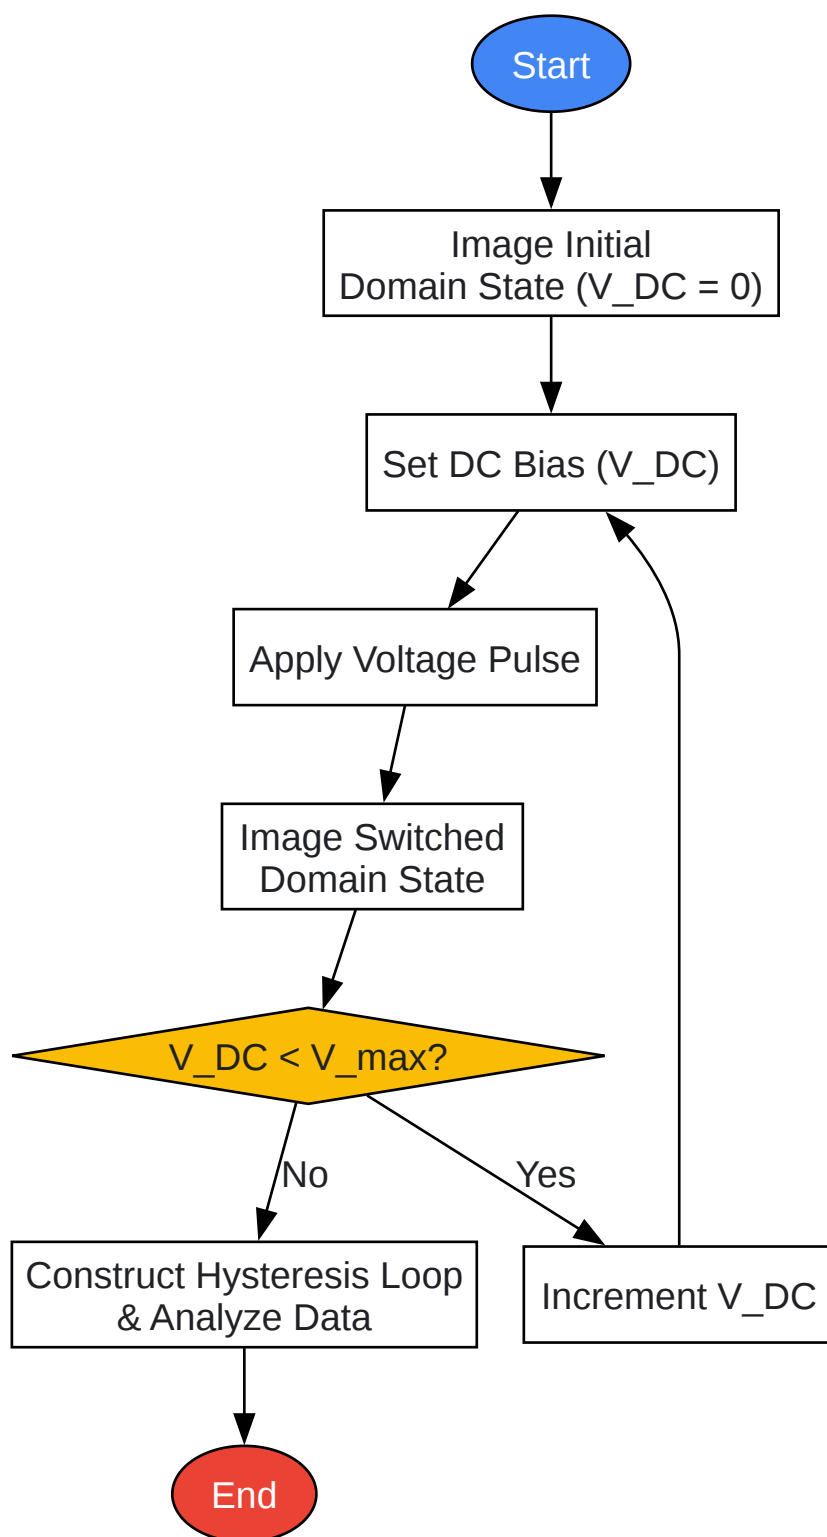 Start
Image Initial
Domain State (V_DC = 0)
Set DC Bias (V_DC)
Apply Voltage Pulse
Image Switched
Domain State
V_DC < V_max?
No
Yes
Construct Hysteresis Loop
& Analyze Data
Increment V_DC
End